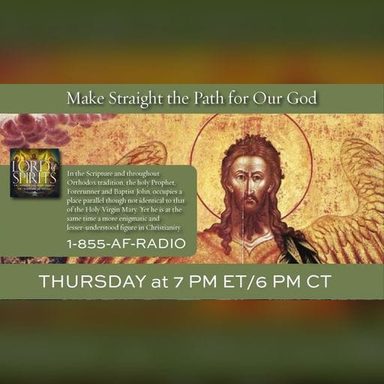 Make Straight the Path for Our God
LORD of
SPIRITS
In the Scripture and throughout
Orthodox tradition, the holy Prophet,
Forerunner and Baptist John, occupies a
place parallel though not identical to that
of the Holy Virgin Mary. Yet he is at the
same time a more enigmatic and
lesser-understood figure in Christianity.
1-855-AF-RADIO
THURSDAY at 7 PM ET/6 PM CT